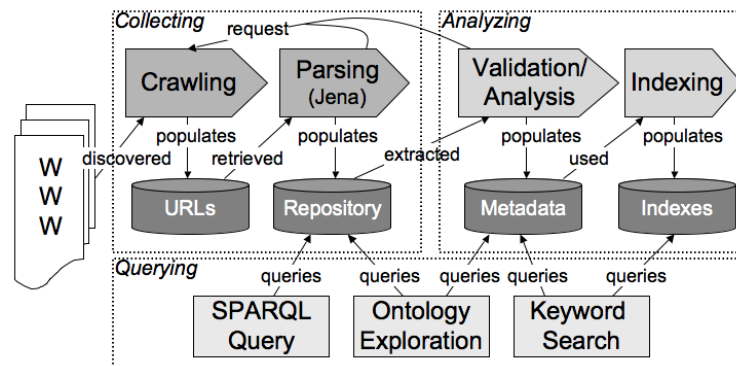 Collecting
Analyzing
request
Crawling
Parsing
(Jena)
Validation/
Analysis
Indexing
populates
populates
populates
populates
discovered
retrieved
extracted
used
W
W
W
URLs
Repository
Metadata
Indexes
Querying
queries
queries
queries
queries
queries
SPARQL
Query
Ontology
Exploration
Keyword
Search